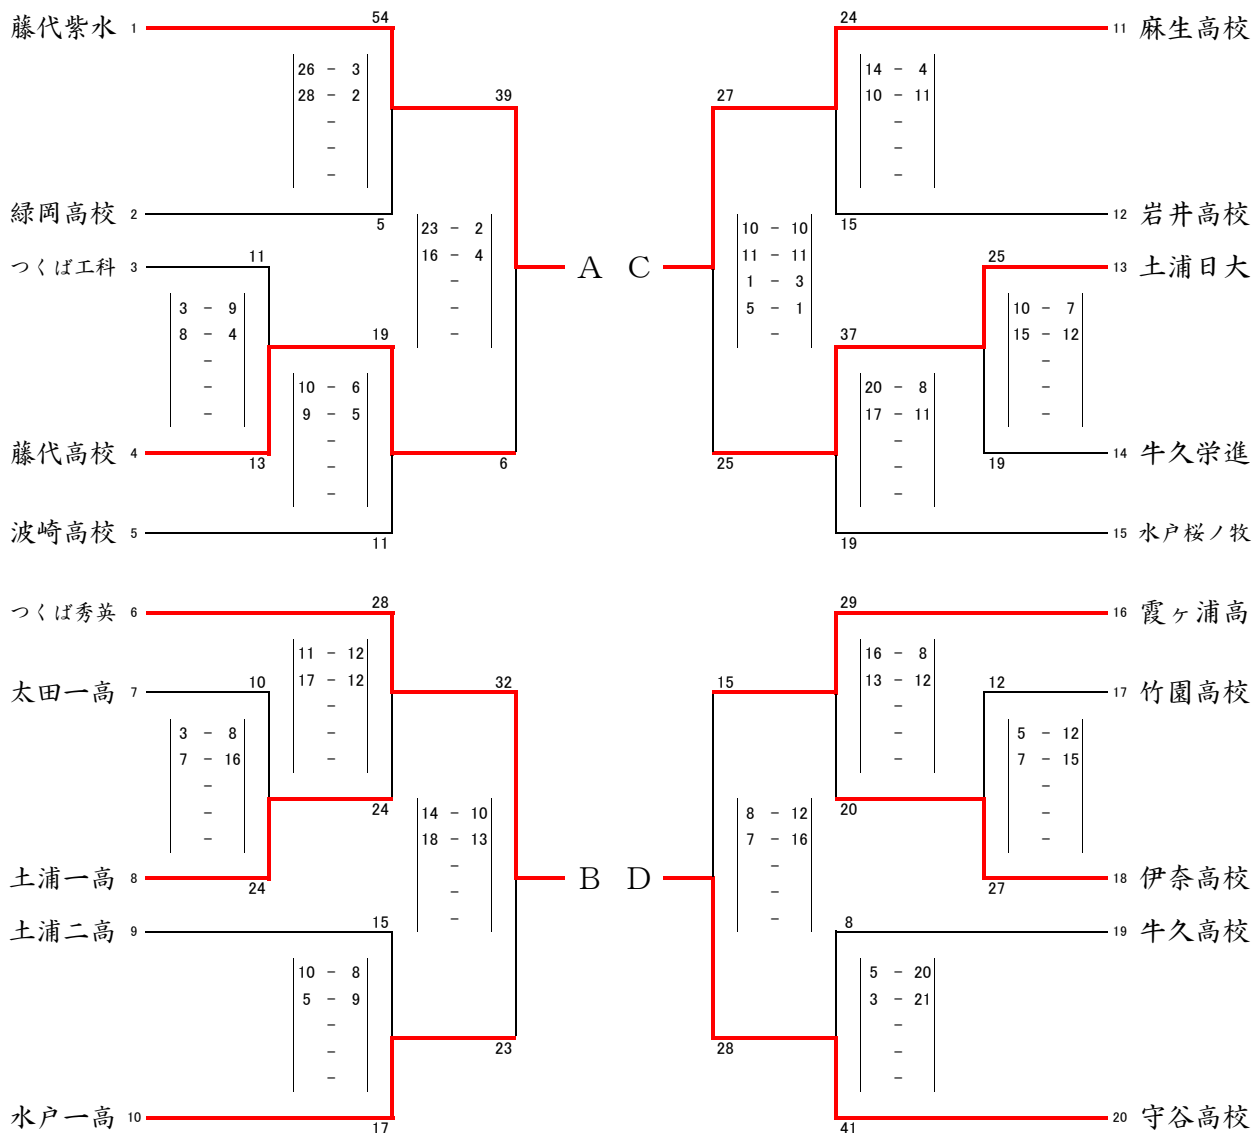 藤代紫水 1 54 24 11 麻生高校
26 - 3 14 - 4
28 - 2 39 27 10 - 11
- -
- -
- -
緑岡高校 2 5 15 12 岩井高校
23 - 2 10 - 10
つくば工科 3 11 16 - 4 A C 11 - 11 25 13 土浦日大
- 1 - 3
3 - 9 - 5 - 1 10 - 7
8 - 4 19 - - 37 15 - 12
- -
- 10 - 6 20 - 8 -
- 9 - 5 17 - 11 -
- -
藤代高校 4 13 - 6 25 - 19 14 牛久栄進
- -
波崎高校 5 11 19 15 水戸桜ノ牧
つくば秀英 6 28 29 16 霞ヶ浦高
11 - 12 16 - 8
太田一高 7 10 17 - 12 32 15 13 - 12 12 17 竹園高校
- -
3 - 8 - - 5 - 12
7 - 16 - - 7 - 15
- -
- 24 14 - 10 8 - 12 20 -
- 18 - 13 7 - 16 -
- -
土浦一高 8 24 - B D - 27 18 伊奈高校
- -
土浦二高 9 15 8 19 牛久高校
10 - 8 5 - 20
5 - 9 3 - 21
- -
- 23 28 -
- -
水戸一高 10 17 41 20 守谷高校